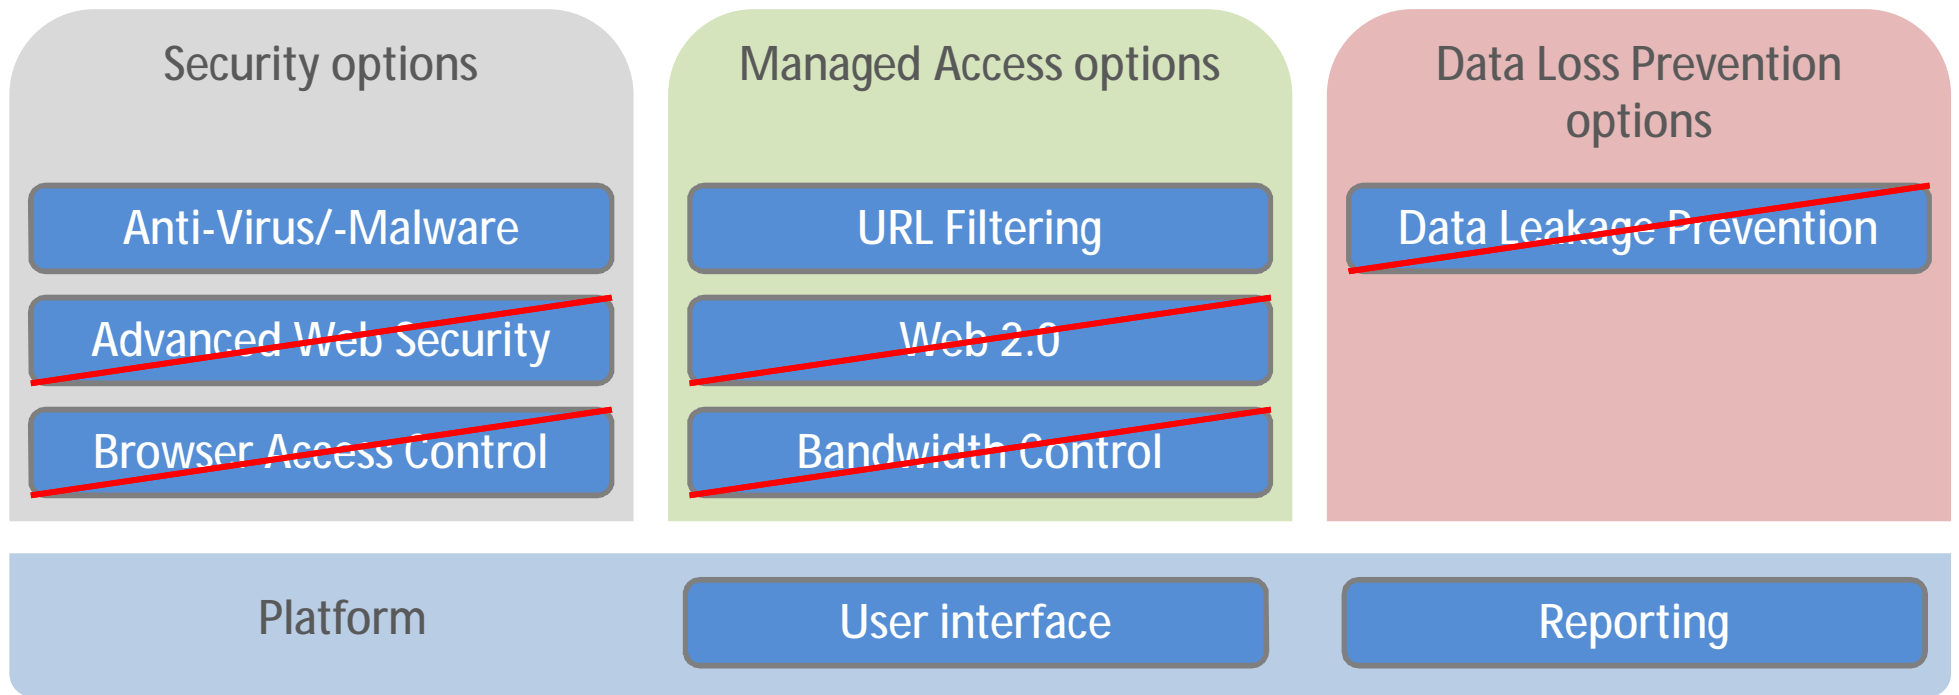 Security options
Anti-Virus/-Malware
Advanced Web Security
Browser Access Control
Managed Access options
URL Filtering
Web 2.0
Bandwidth Control
Data Loss Prevention
options
Data Leakage Prevention
Platform
User interface
Reporting